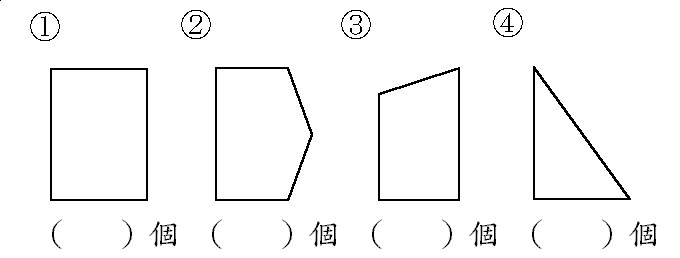 ① ② ③ ④
（　　）個（　　）個（　　）個（　　）個